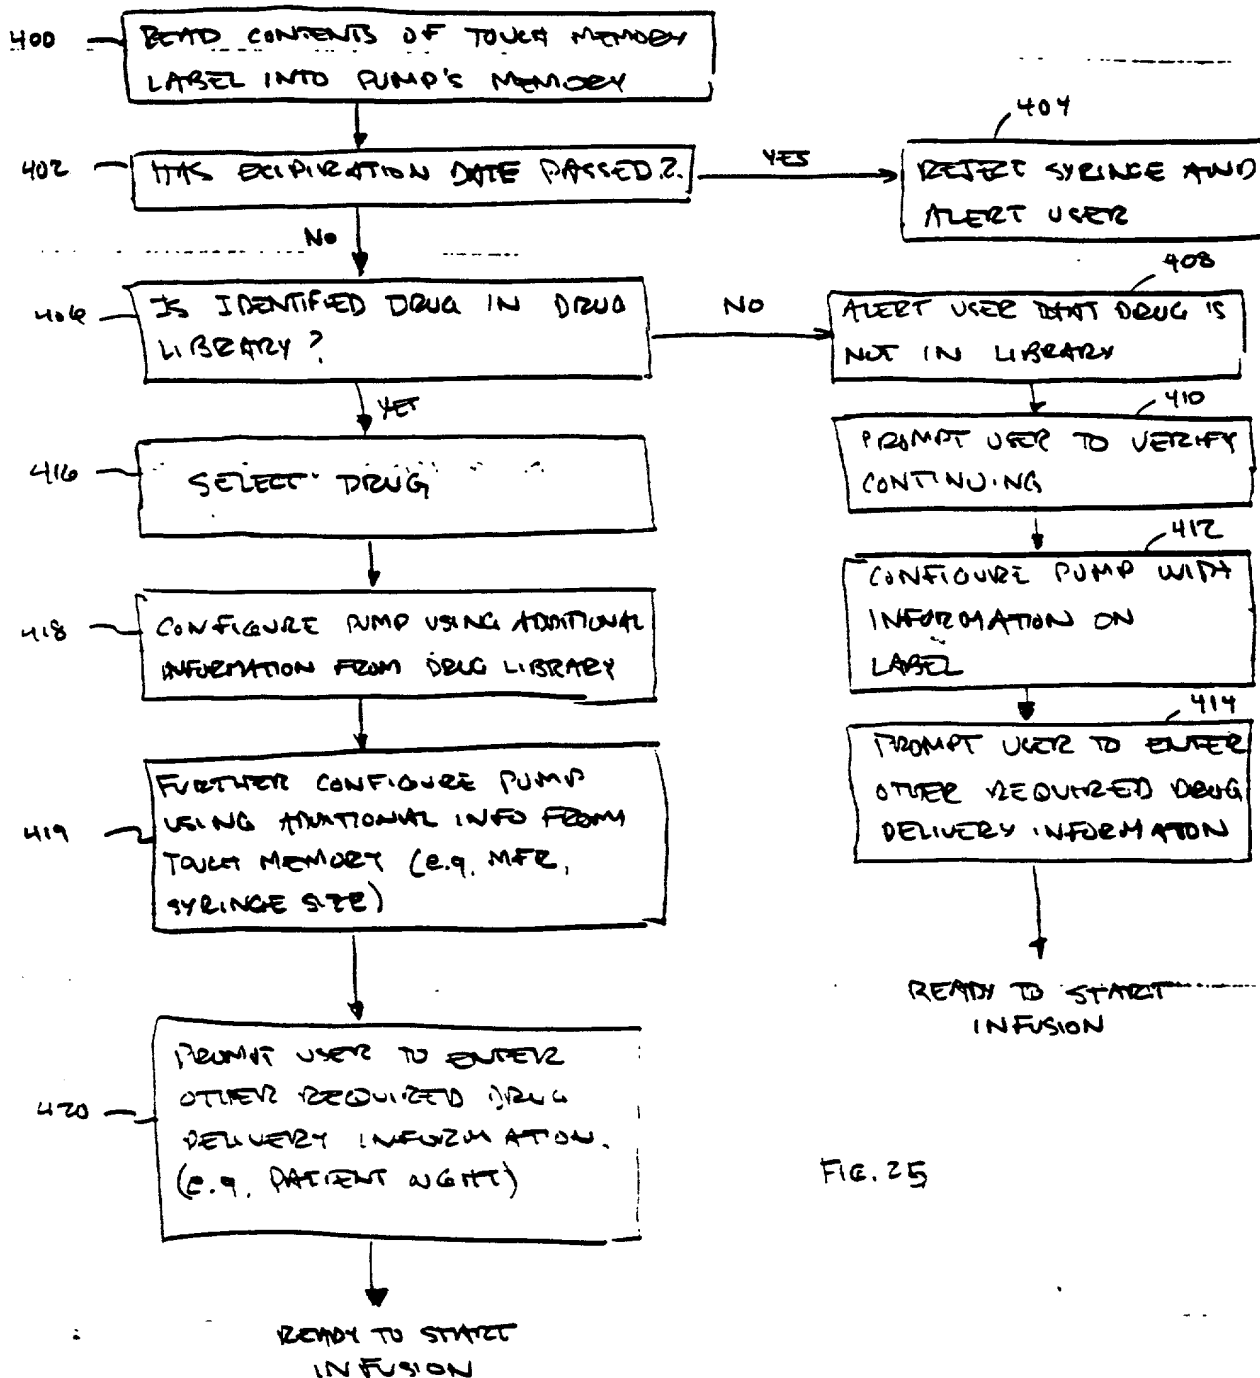 400
READ CONTENTS OF TOUCH MEMORY
LABEL INTO PUMP'S MEMORY
402
HAS EXIPIRATION DATE PASSED?
YES
404
REJECT SYRINGE AND
ALERT USER
NO
406
IS IDENTIFIED DRUG IN DRUG
LIBRARY?
NO
408
ALERT USER THAT DRUG IS
NOT IN LIBRARY
YES
410
PROMPT USER TO VERIFY
CONTINUING
416
SELECT DRUG
412
CONFIGURE PUMP WITH
INFORMATION ON
LABEL
418
CONFIGURE PUMP USING ADDITIONAL
INFORMATION FROM DRUG LIBRARY
414
PROMPT USER TO ENTER
OTHER REQUIRED DRUG
DELIVERY INFORMATON
419
FURTHER CONFIGURE PUMP
USING ADDITIONAL INFO FROM
TOUCH MEMORY (e.g. MFR,
SYRINGE SIZE)
READY TO START
INFUSION
420
PROMPT USER TO ENTER
OTHER REQUIRED DRUG
DELIVERY INFORMATION.
(e.g. PATIENT WGHT)
FIG. 25
READY TO START
INFUSION